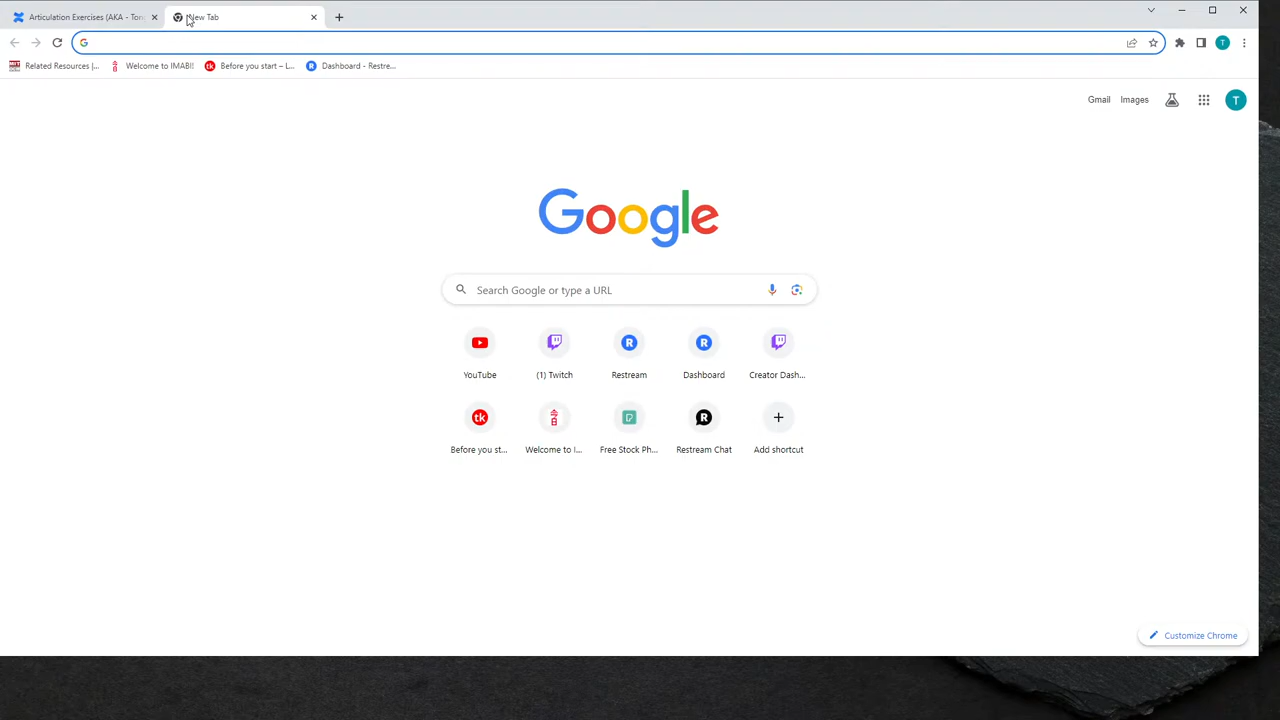 Articulation Exercises (AKA - Ton
New Tab
Related Resources |...
Welcome to IMABI!
Before you start – L...
Dashboard - Restre...
T
Gmail
Images
T
Google
Search Google or type a URL
YouTube
(1) Twitch
Restream
Dashboard
Creator Dash...
Before you st...
Welcome to I...
Free Stock Ph...
Restream Chat
Add shortcut
Customize Chrome